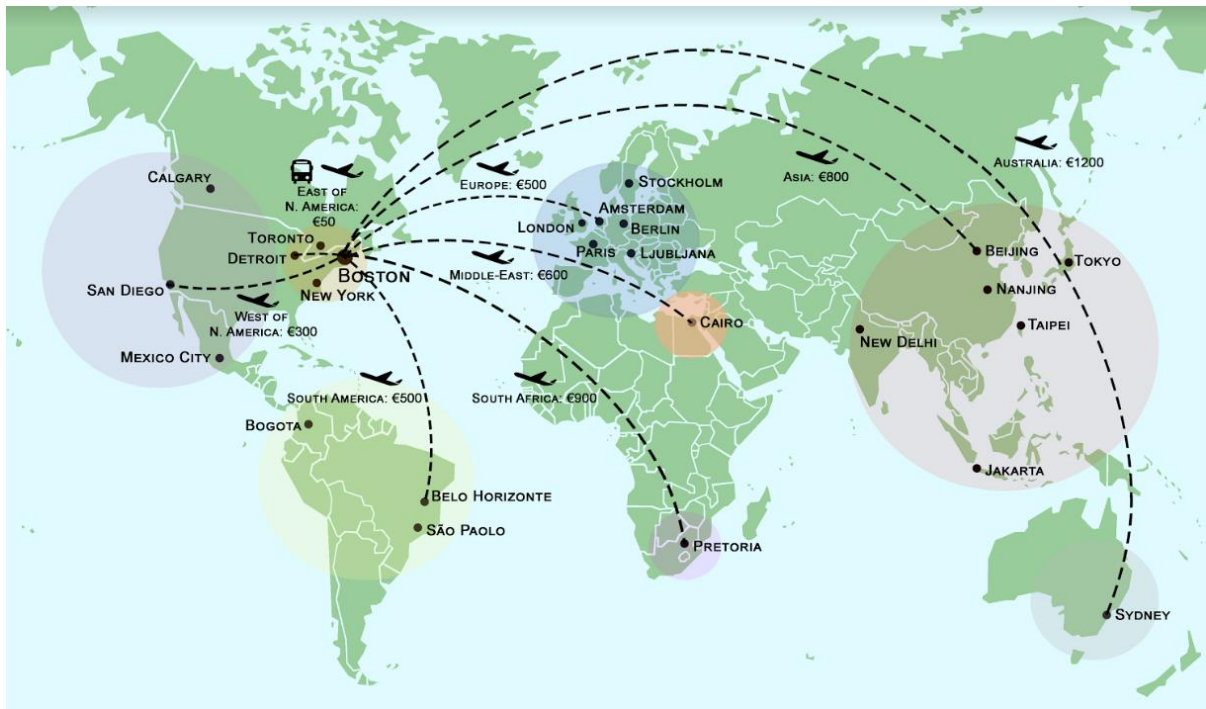 Calgary
East of
N. America:
€50
Toronto
Detroit
Boston
New York
San Diego
West of
N. America: €300
Mexico City
Europe: €500
Stockholm
Amsterdam
London
Berlin
Paris
Ljubljana
Middle-East: €600
Cairo
Asia: €800
Australia: €1200
Beijing
Tokyo
Nanjing
New Delhi
Taipei
Jakarta
South America: €500
Bogota
Belo Horizonte
São Paolo
South Africa: €900
Pretoria
Sydney